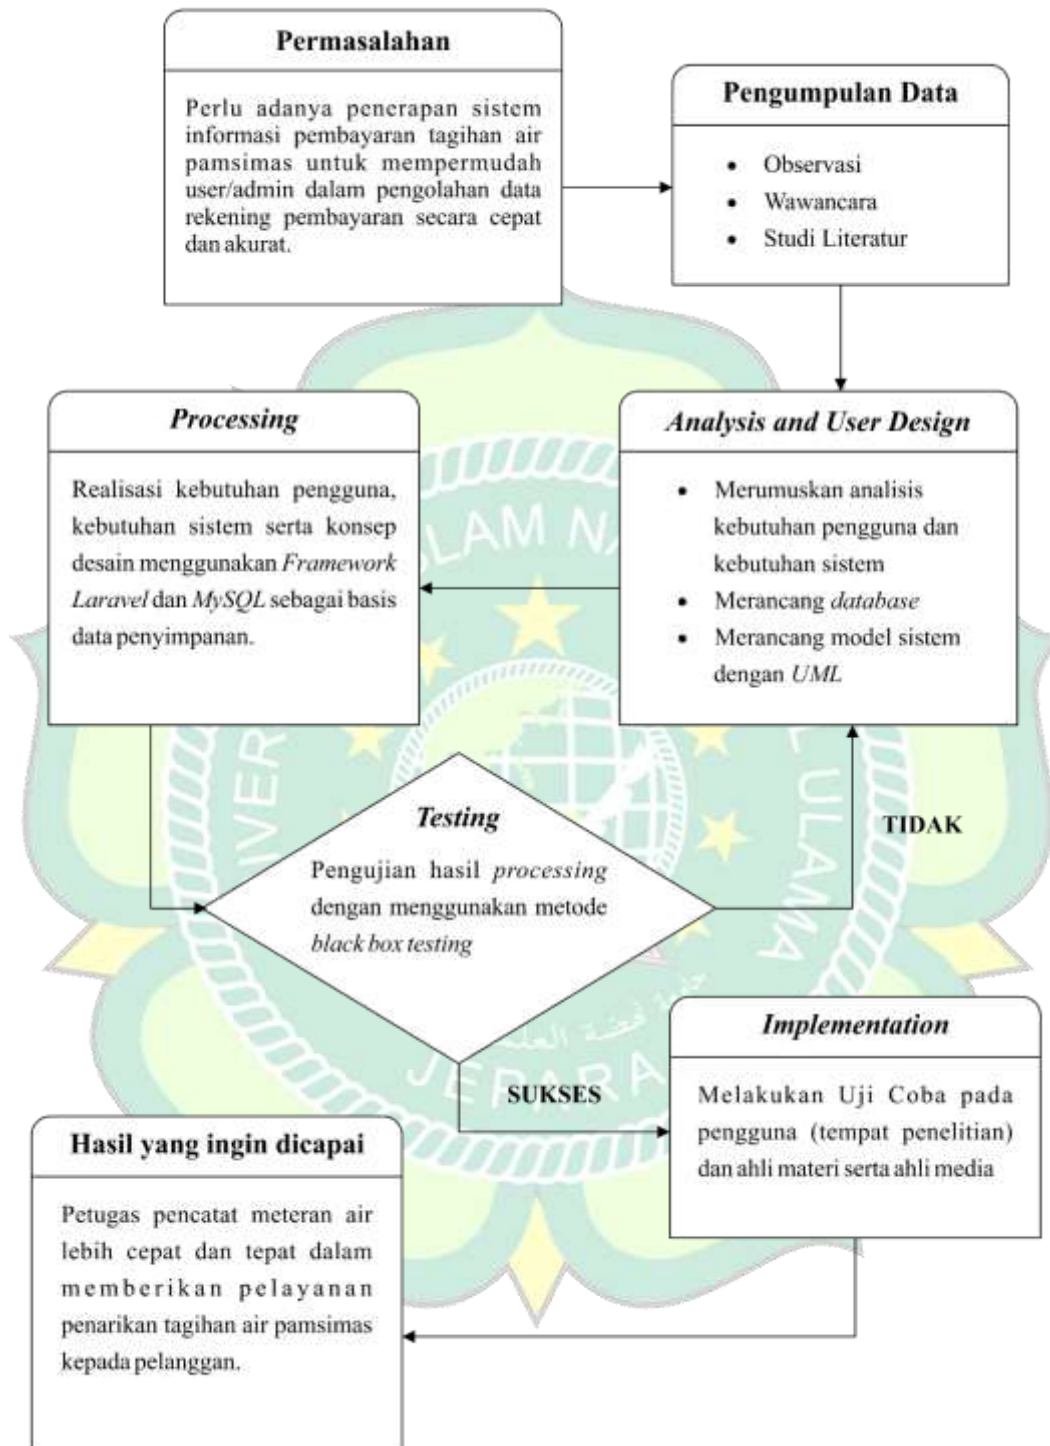 Permasalahan
Perlu adanya penerapan sistem
informasi pembayaran tagihan air
pamsimas untuk mempermudah
user/admin dalam pengolahan data
rekening pembayaran secara cepat
dan akurat.
Pengumpulan Data
• Observasi
• Wawancara
• Studi Literatur
Analysis and User Design
• Merumuskan analisis
kebutuhan pengguna dan
kebutuhan sistem
• Merancang database
• Merancang model sistem
dengan UML
Processing
Realisasi kebutuhan pengguna,
kebutuhan sistem serta konsep
desain menggunakan Framework
Laravel dan MySQL sebagai basis
data penyimpanan.
Testing
Pengujian hasil processing
dengan menggunakan metode
black box testing
TIDAK
SUKSES
Implementation
Melakukan Uji Coba pada
pengguna (tempat penelitian)
dan ahli materi serta ahli media
Hasil yang ingin dicapai
Petugas pencatat meteran air
lebih cepat dan tepat dalam
memberikan pelayanan
penarikan tagihan air pamsimas
kepada pelanggan.
ULAMA
JEPARA